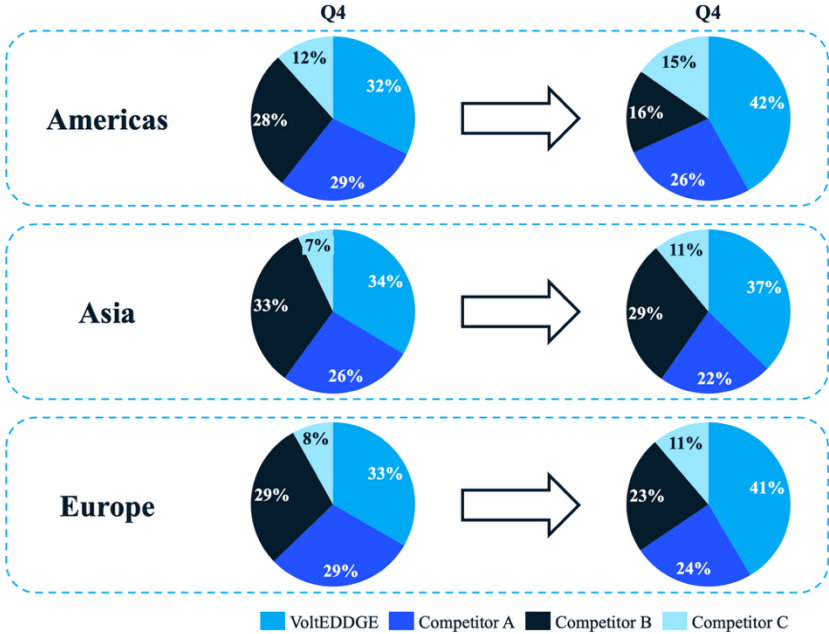 Q4 Q4
Americas
12% 32% 28% 29%
15% 42% 16% 26%
Asia
7% 34% 33% 26%
11% 37% 29% 22%
Europe
8% 33% 29% 29%
11% 41% 23% 24%
VoltEDDGE Competitor A Competitor B Competitor C